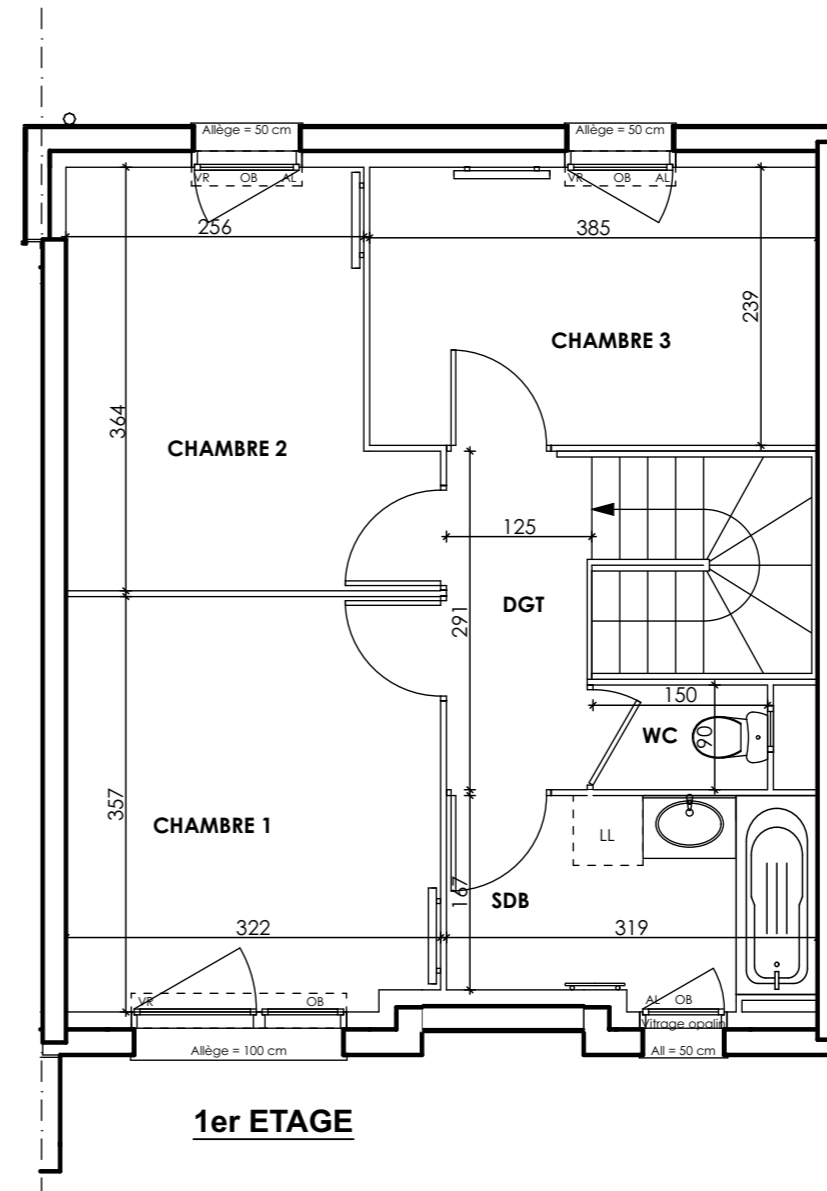 Allège = 50 cm
Allège = 50 cm
VR OB AL
VR OB AL
256
385
239
CHAMBRE 3
364
CHAMBRE 2
125
291
DGT
150
WC
90
357
CHAMBRE 1
LL
167
SDB
322
319
VR OB
AL OB
Vitrage opalin
Allège = 100 cm
All = 50 cm
1er ETAGE